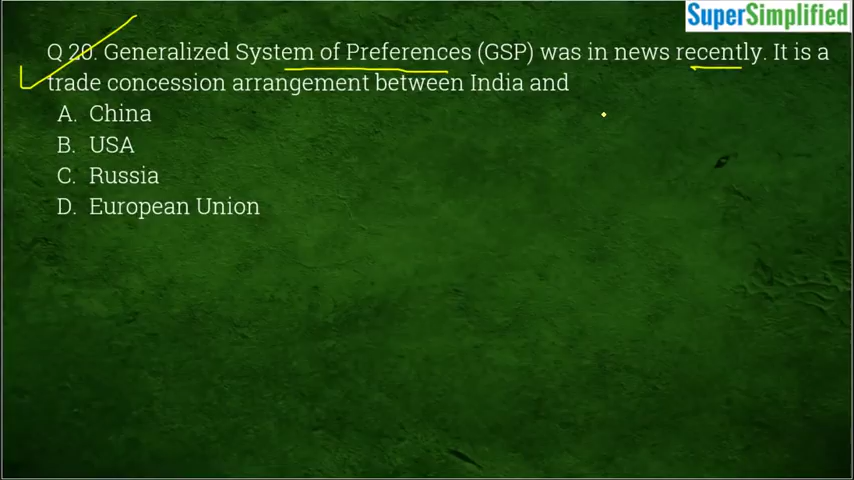 SuperSimplified
Q 20. Generalized System of Preferences (GSP) was in news recently. It is a
trade concession arrangement between India and
A. China
B. USA
C. Russia
D. European Union